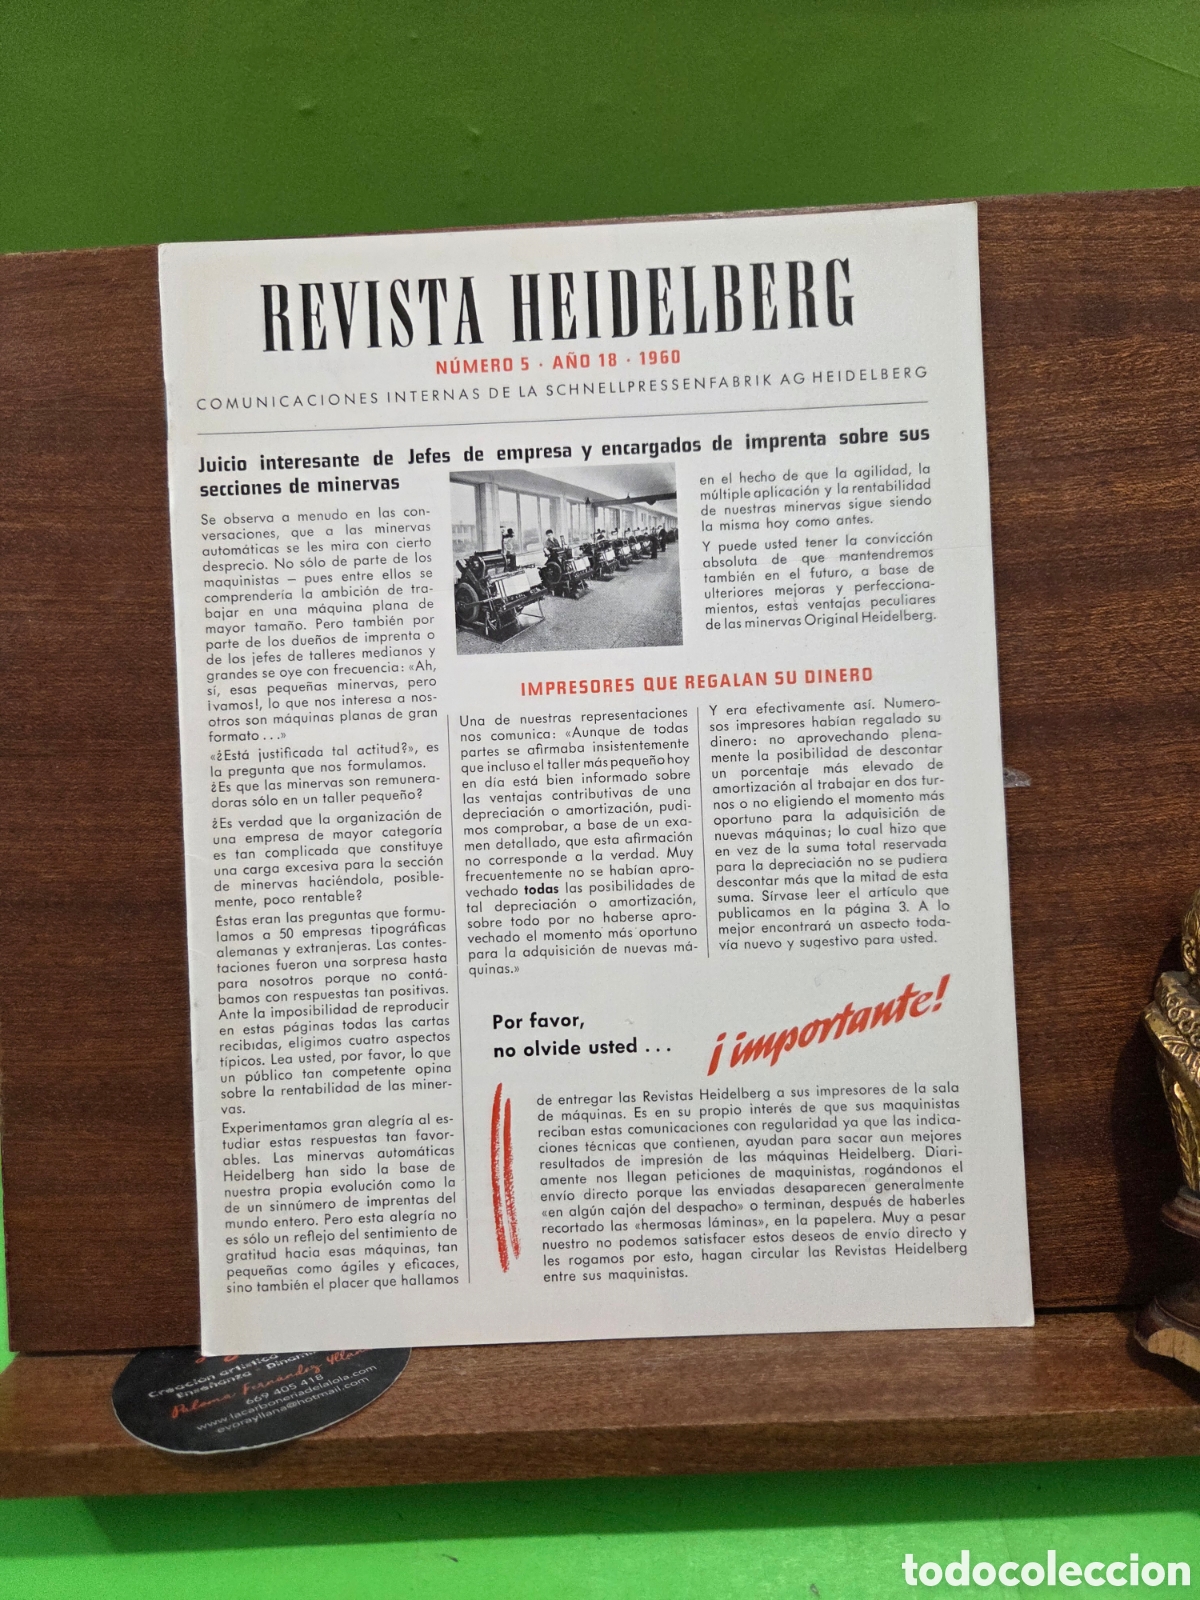 REVISTA HEIDELBERG
NÚMERO 5 · AÑO 18 · 1960
COMUNICACIONES INTERNAS DE LA SCHNELLPRESSENFABRIK AG HEIDELBERG
Juicio interesante de Jefes de empresa y encargados de imprenta sobre sus
secciones de minervas
Se observa a menudo en las con-
versaciones, que a las minervas
automáticas se les mira con cierto
desprecio. No sólo de parte de los
maquinistas – pues entre ellos se
comprendería la ambición de tra-
bajar en una máquina plana de
mayor tamaño. Pero también por
parte de los dueños de imprenta o
de los jefes de talleres medianos y
grandes se oye con frecuencia: «Ah,
sí, esas pequeñas minervas, pero
¡vamos!, lo que nos interesa a nos-
otros son máquinas planas de gran
formato ...»
«¿Está justificada tal actitud?», es
la pregunta que nos formulamos.
¿Es que las minervas son remunera-
doras sólo en un taller pequeño?
¿Es verdad que la organización de
una empresa de mayor categoría
es tan complicada que constituye
una carga excesiva para la sección
de minervas haciéndola, posible-
mente, poco rentable?
Éstas eran las preguntas que formu-
lamos a 50 empresas tipográficas
alemanas y extranjeras. Las contes-
taciones fueron una sorpresa hasta
para nosotros porque no contá-
bamos con respuestas tan positivas.
Ante la imposibilidad de reproducir
en estas páginas todas las cartas
recibidas, eligimos cuatro aspectos
típicos. Lea usted, por favor, lo que
un público tan competente opina
sobre la rentabilidad de las miner-
vas.
Experimentamos gran alegría al es-
tudiar estas respuestas tan favor-
ables. Las minervas automáticas
Heidelberg han sido la base de
nuestra propia evolución como la
de un sinnúmero de imprentas del
mundo entero. Pero esta alegría no
es sólo un reflejo del sentimiento de
gratitud hacia esas máquinas, tan
pequeñas como ágiles y eficaces,
sino también el placer que hallamos
en el hecho de que la agilidad, la
múltiple aplicación y la rentabilidad
de nuestras minervas sigue siendo
la misma hoy como antes.
Y puede usted tener la convicción
absoluta de que mantendremos
también en el futuro, a base de
ulteriores mejoras y perfecciona-
mientos, estas ventajas peculiares
de las minervas Original Heidelberg.
IMPRESORES QUE REGALAN SU DINERO
Una de nuestras representaciones
nos comunica: «Aunque de todas
partes se afirmaba insistentemente
que incluso el taller más pequeño hoy
en día está bien informado sobre
las ventajas contributivas de una
depreciación o amortización, pudi-
mos comprobar, a base de un exa-
men detallado, que esta afirmación
no corresponde a la verdad. Muy
frecuentemente no se habían apro-
vechado todas las posibilidades de
tal depreciación o amortización,
sobre todo por no haberse apro-
vechado el momento más oportuno
para la adquisición de nuevas má-
quinas.»
Y era efectivamente así. Numero-
sos impresores habían regalado su
dinero: no aprovechando plena-
mente la posibilidad de descontar
un porcentaje más elevado de
amortización al trabajar en dos tur-
nos o no eligiendo el momento más
oportuno para la adquisición de
nuevas máquinas; lo cual hizo que
en vez de la suma total reservada
para la depreciación no se pudiera
descontar más que la mitad de esta
suma. Sírvase leer el artículo que
publicamos en la página 3. A lo
mejor encontrará un aspecto toda-
vía nuevo y sugestivo para usted.
Por favor,
no olvide usted ...
¡importante!
de entregar las Revistas Heidelberg a sus impresores de la sala
de máquinas. Es en su propio interés de que sus maquinistas
reciban estas comunicaciones con regularidad ya que las indica-
ciones técnicas que contienen, ayudan para sacar aun mejores
resultados de impresión de las máquinas Heidelberg. Diari-
amente nos llegan peticiones de maquinistas, rogándonos el
envío directo porque las enviadas desaparecen generalmente
«en algún cajón del despacho» o terminan, después de haberles
recortado las «hermosas láminas», en la papelera. Muy a pesar
nuestro no podemos satisfacer estos deseos de envío directo y
les rogamos por esto, hagan circular las Revistas Heidelberg
entre sus maquinistas.
Creación artística
Enseñanza - Dinami
Paloma Fernández Yllana
669 405 418
www.lacarboneriadelalola.com
evorayllana@hotmail.com
todocoleccion